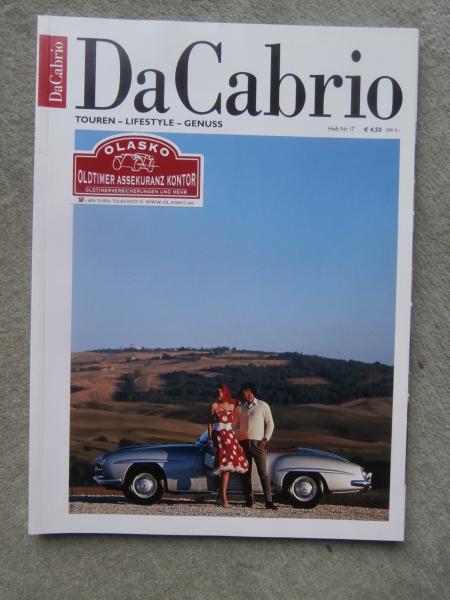 DaCabrio
DaCabrio
TOUREN – LIFESTYLE – GENUSS
Heft Nr. 17 € 4,50
OLASKO
OLDTIMER ASSEKURANZ KONTOR
OLDTIMERVERSICHERUNGEN UND MEHR
WWW.OLASKO.DE